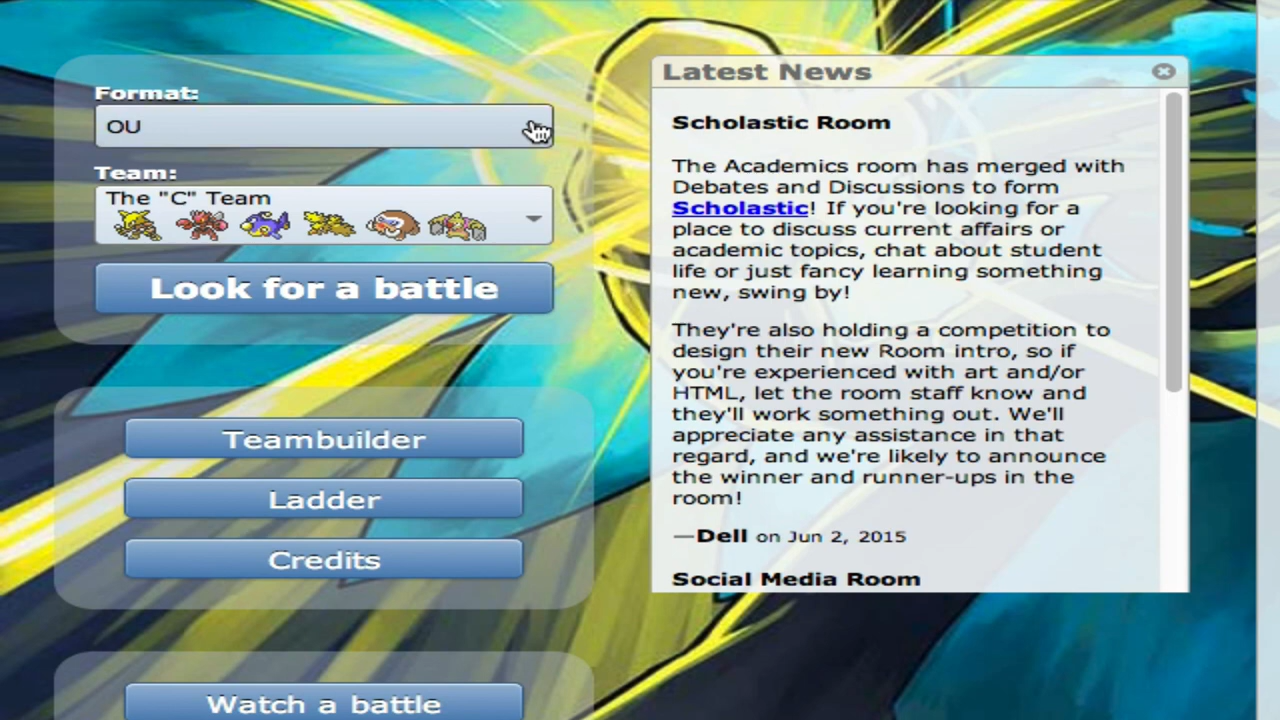 Format:
OU
Team:
The "C" Team
Look for a battle
Teambuilder
Ladder
Credits
Watch a battle
Latest News
Scholastic Room
The Academics room has merged with
Debates and Discussions to form
Scholastic! If you're looking for a
place to discuss current affairs or
academic topics, chat about student
life or just fancy learning something
new, swing by!
They're also holding a competition to
design their new Room intro, so if
you're experienced with art and/or
HTML, let the room staff know and
they'll work something out. We'll
appreciate any assistance in that
regard, and we're likely to announce
the winner and runner-ups in the
room!
—Dell on Jun 2, 2015
Social Media Room